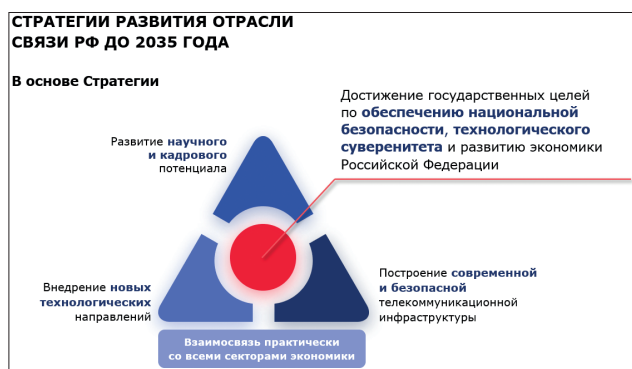 СТРАТЕГИИ РАЗВИТИЯ ОТРАСЛИ
СВЯЗИ РФ ДО 2035 ГОДА
В основе Стратегии
Достижение государственных целей
по обеспечению национальной
безопасности, технологического
суверенитета и развитию экономики
Российской Федерации
Развитие научного
и кадрового
потенциала
Внедрение новых
технологических
направлений
Построение современной
и безопасной
телекоммуникационной
инфраструктуры
Взаимосвязь практически
со всеми секторами экономики